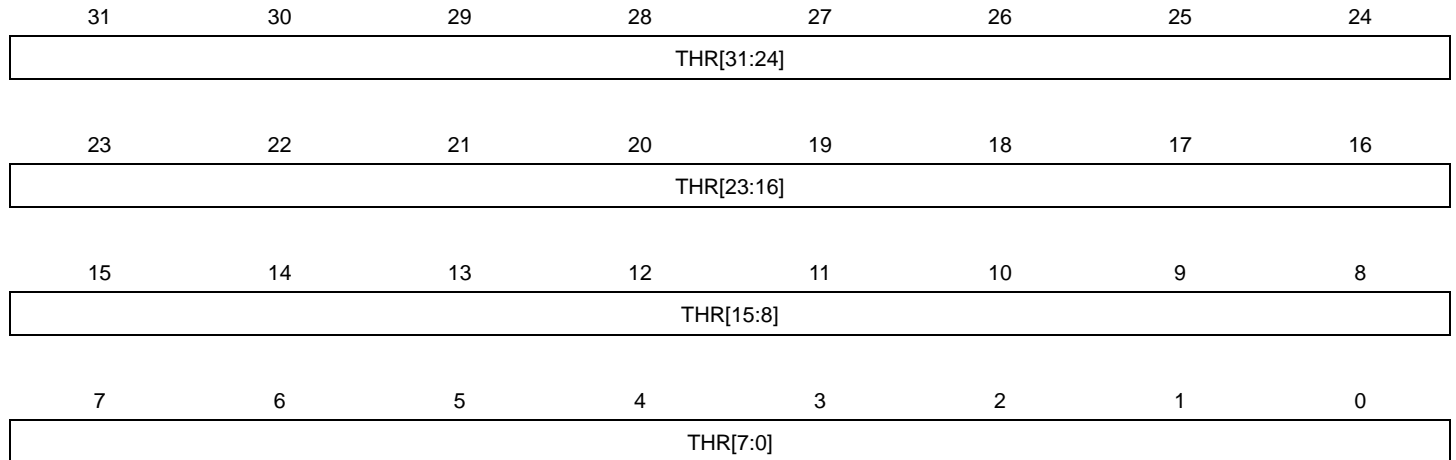 31 30 29 28 27 26 25 24
THR[31:24]
23 22 21 20 19 18 17 16
THR[23:16]
15 14 13 12 11 10 9 8
THR[15:8]
7 6 5 4 3 2 1 0
THR[7:0]